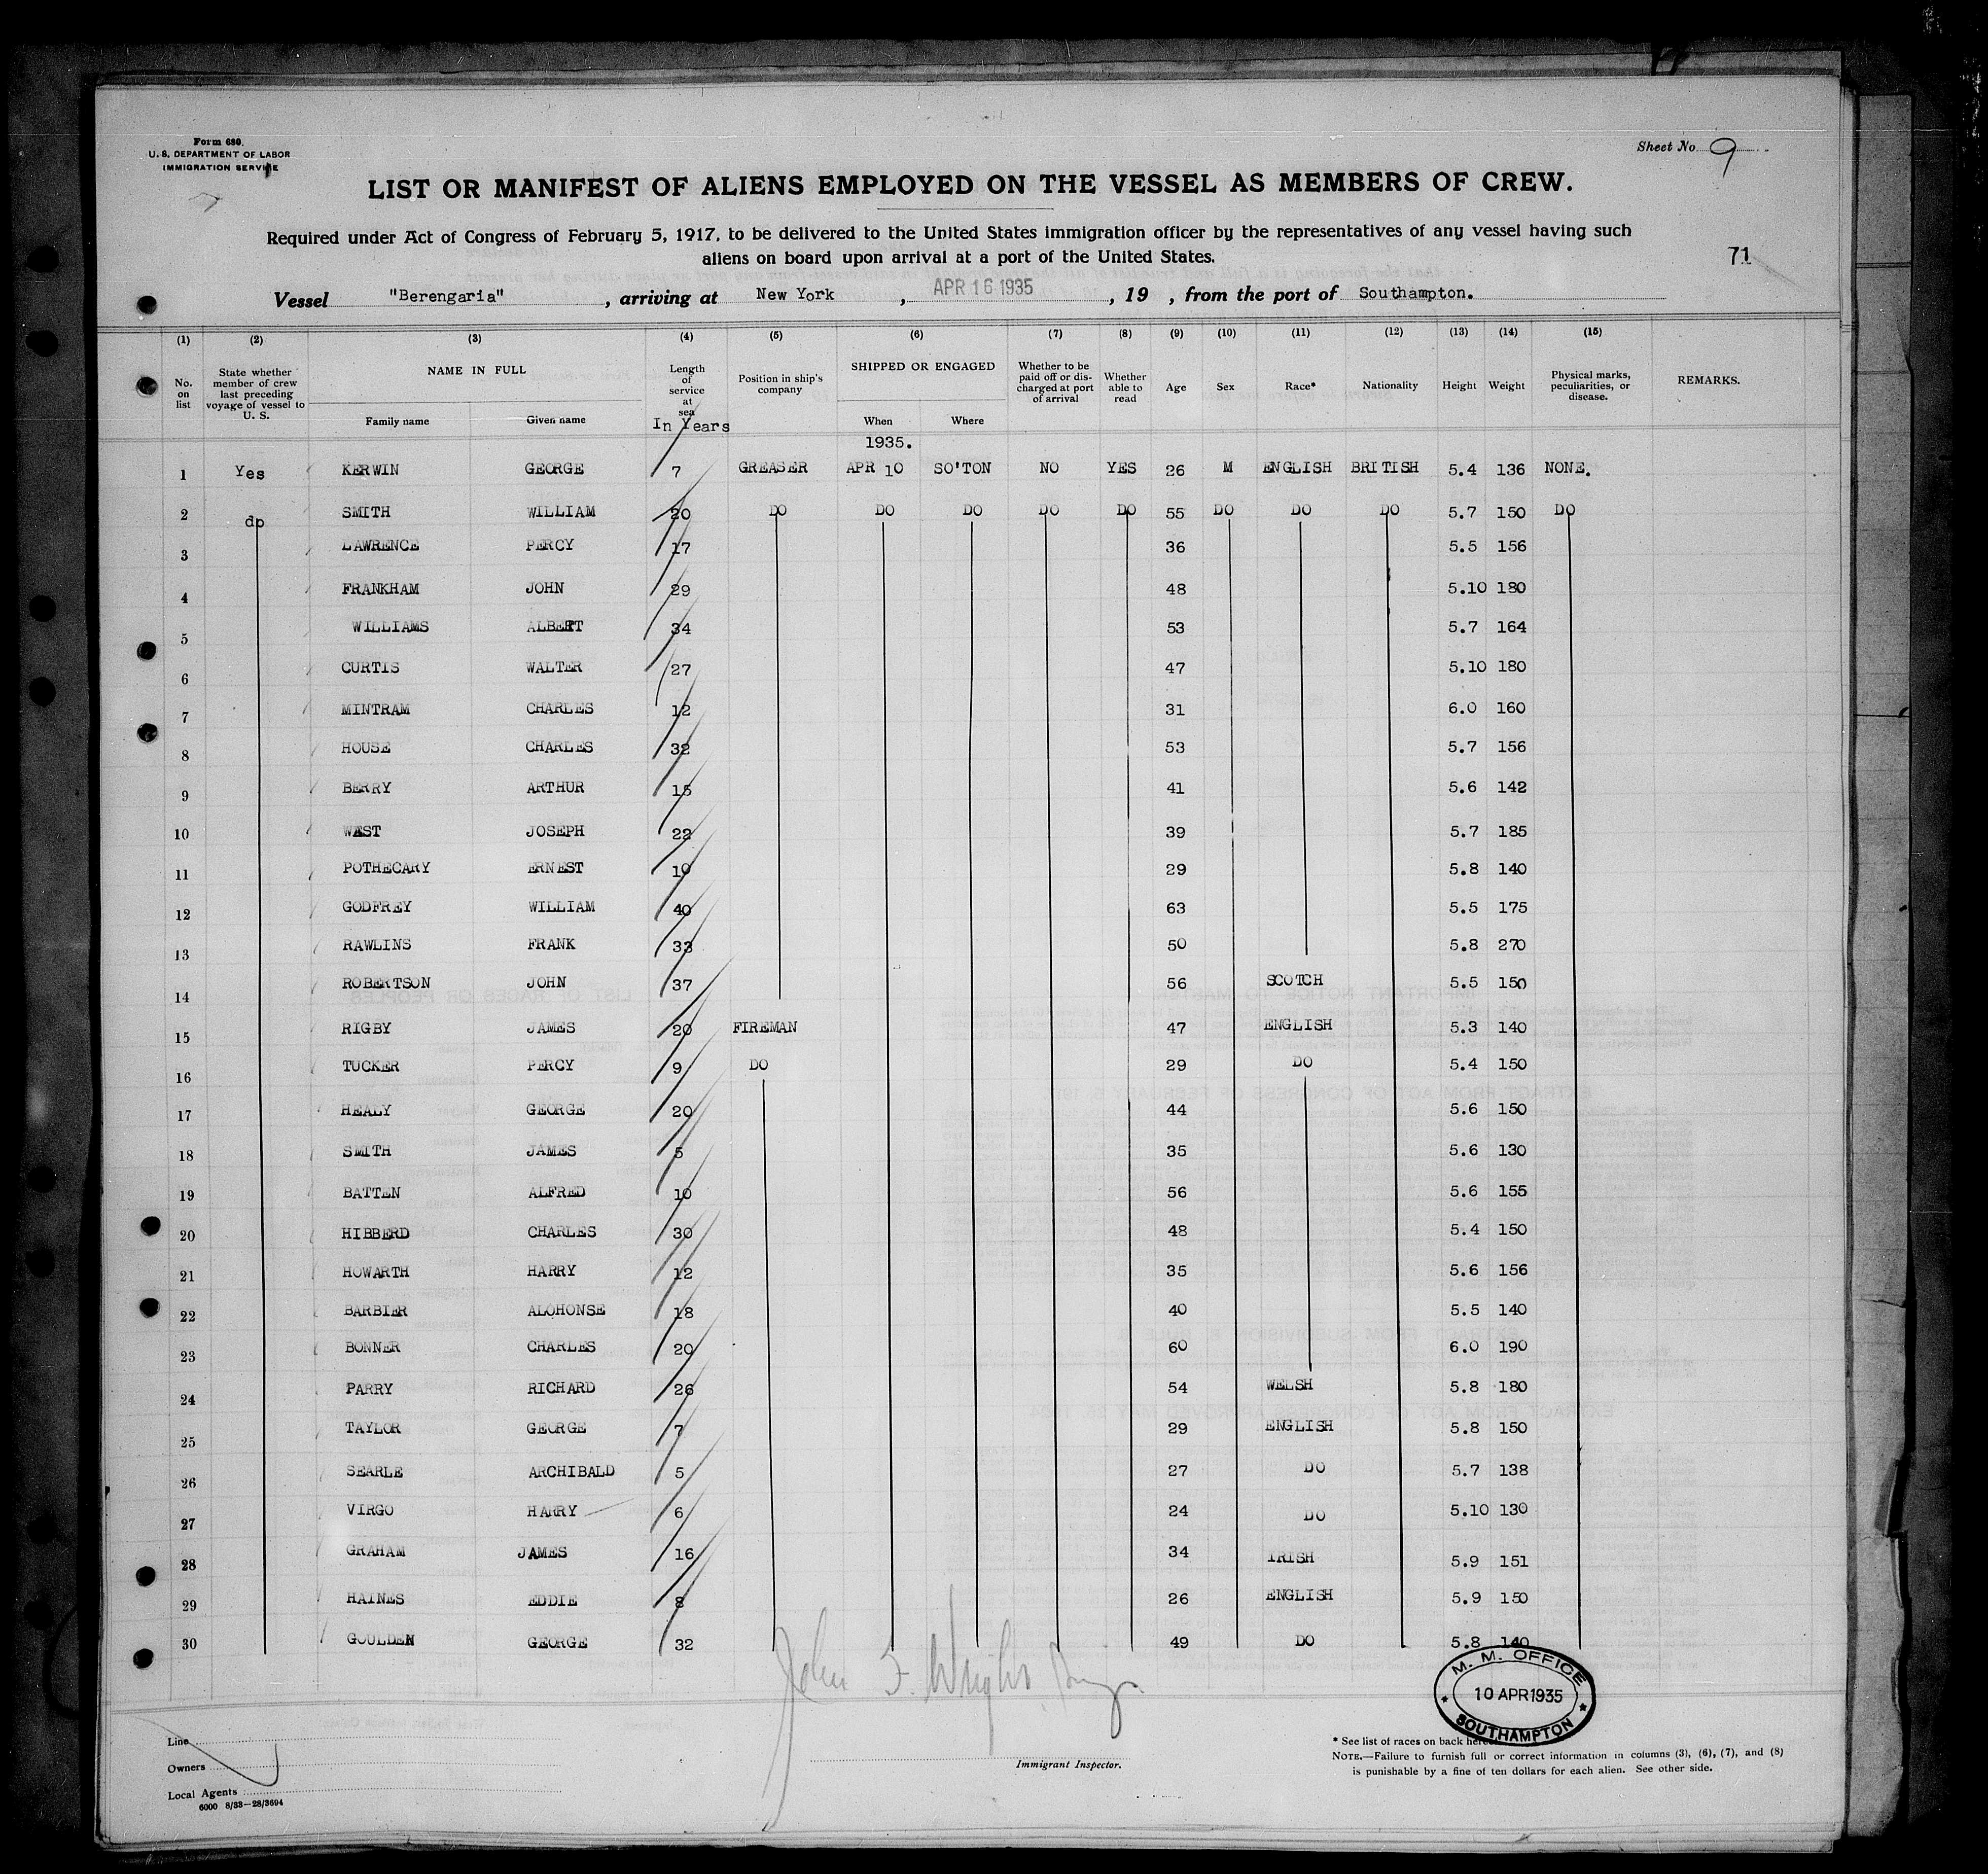 Form 680.
U. S. DEPARTMENT OF LABOR
IMMIGRATION SERVICE
Sheet No. 9
LIST OR MANIFEST OF ALIENS EMPLOYED ON THE VESSEL AS MEMBERS OF CREW.
Required under Act of Congress of February 5, 1917, to be delivered to the United States immigration officer by the representatives of any vessel having such
aliens on board upon arrival at a port of the United States.
71
Vessel "Berengaria", arriving at New York, APR 16 1935, 19 , from the port of Southampton.
(1) (2) (3) (4) (5) (6) (7) (8) (9) (10) (11) (12) (13) (14) (15)
No. on list State whether member of crew last preceding voyage of vessel to U. S. NAME IN FULL Family name Given name Length of service at sea In Years Position in ship's company SHIPPED OR ENGAGED When Where Whether to be paid off or discharged at port of arrival Whether able to read Age Sex Race* Nationality Height Weight Physical marks, peculiarities, or disease. REMARKS.
1935.
1 Yes KERWIN GEORGE 7 GREASER APR 10 SO'TON NO YES 26 M ENGLISH BRITISH 5.4 136 NONE.
2 do SMITH WILLIAM 20 DO DO DO DO DO 55 DO DO DO 5.7 150 DO
3 LAWRENCE PERCY 17 36 5.5 156
4 FRANKHAM JOHN 29 48 5.10 180
5 WILLIAMS ALBERT 34 53 5.7 164
6 CURTIS WALTER 27 47 5.10 180
7 MINTRAM CHARLES 12 31 6.0 160
8 HOUSE CHARLES 32 53 5.7 156
9 BERRY ARTHUR 15 41 5.6 142
10 WEST JOSEPH 22 39 5.7 185
11 POTHECARY ERNEST 10 29 5.8 140
12 GODFREY WILLIAM 40 63 5.5 175
13 RAWLINS FRANK 33 50 5.8 270
14 ROBERTSON JOHN 37 56 SCOTCH 5.5 150
15 RIGBY JAMES 20 FIREMAN 47 ENGLISH 5.3 140
16 TUCKER PERCY 9 DO 29 DO 5.4 150
17 HEALY GEORGE 20 44 5.6 150
18 SMITH JAMES 5 35 5.6 130
19 BATTEN ALFRED 10 56 5.6 155
20 HIBBERD CHARLES 30 48 5.4 150
21 HOWARTH HARRY 12 35 5.6 156
22 BARBIER ALOHONSE 18 40 5.5 140
23 BONNER CHARLES 20 60 6.0 190
24 PARRY RICHARD 26 54 WELSH 5.8 180
25 TAYLOR GEORGE 7 29 ENGLISH 5.8 150
26 SEARLE ARCHIBALD 5 27 DO 5.7 138
27 VIRGO HARRY 6 24 DO 5.10 130
28 GRAHAM JAMES 16 34 IRISH 5.9 151
29 HAINES EDDIE 8 26 ENGLISH 5.9 150
30 GOULDEN GEORGE 32 49 DO 5.8 140
M. M. OFFICE
10 APR 1935
SOUTHAMPTON
John
Immigrant Inspector.
Line
Owners
Local Agents
6000 8/33—28/3694
* See list of races on back
NOTE.—Failure to furnish full or correct information in columns (3), (6), (7), and (8)
is punishable by a fine of ten dollars for each alien. See other side.